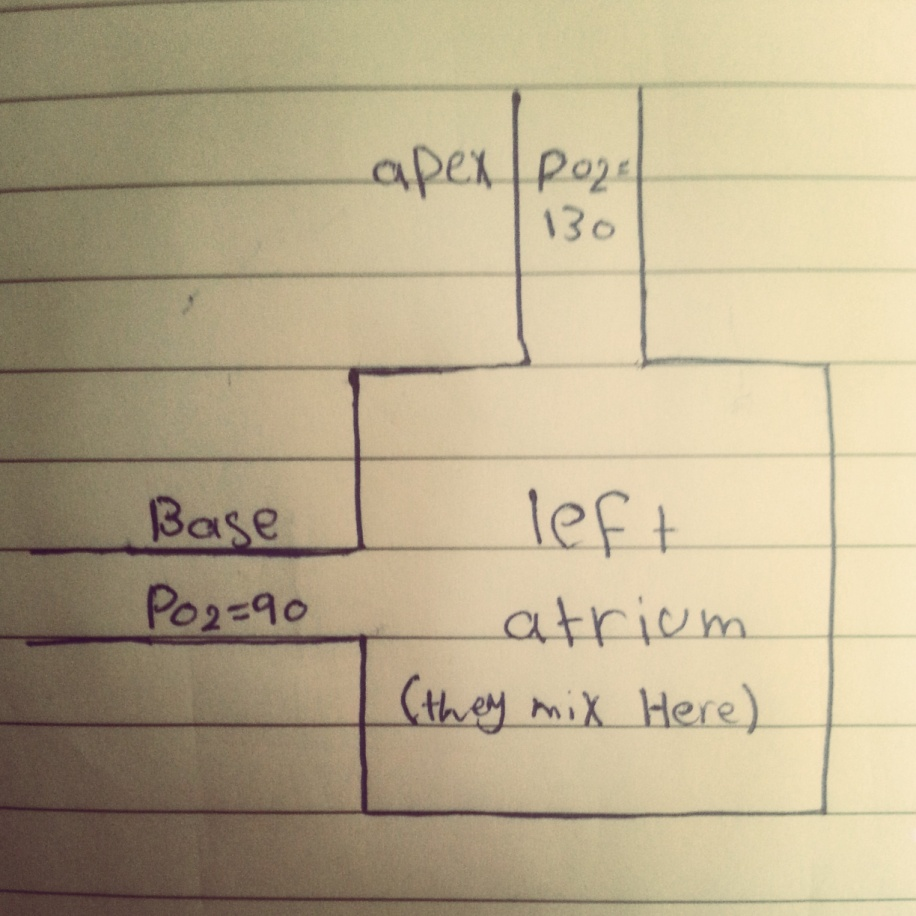 apex
PO2=
130
Base
PO2=90
left
atrium
(they mix Here)